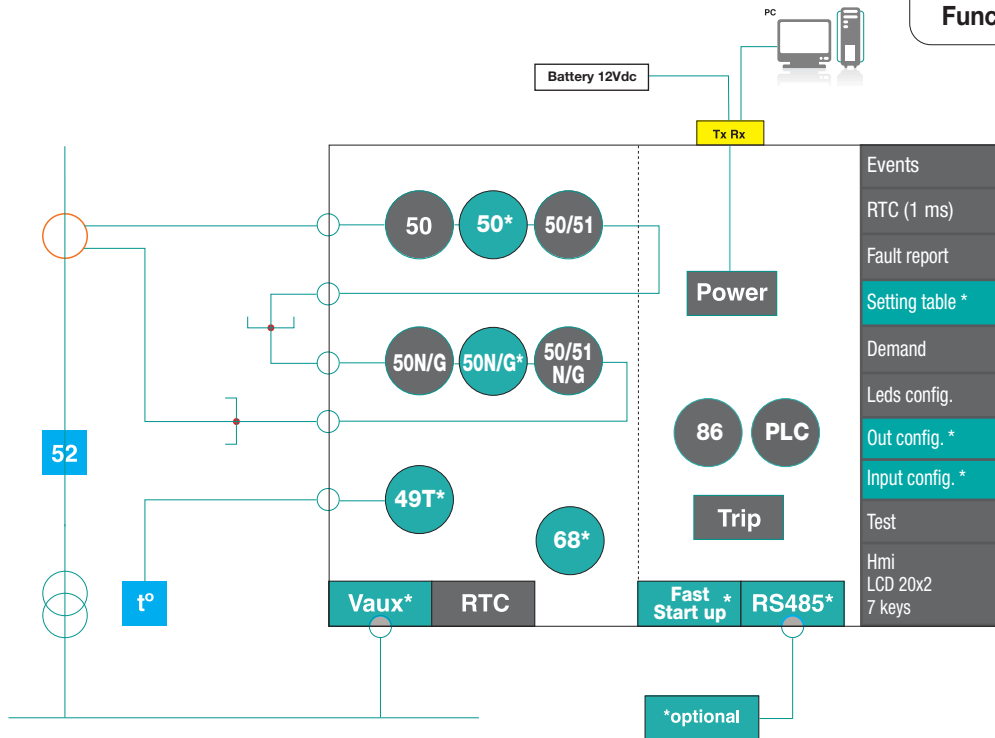 PC
Func
Battery 12Vdc
Tx Rx
50
50*
50/51
Power
50N/G
50N/G*
50/51
N/G
86
PLC
52
49T*
Trip
68*
tº
Vaux*
RTC
Fast
Start up
*
RS485*
*optional
Events
RTC (1 ms)
Fault report
Setting table *
Demand
Leds config.
Out config. *
Input config. *
Test
Hmi
LCD 20x2
7 keys